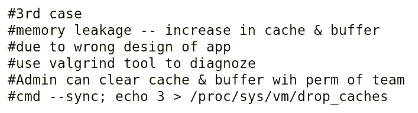 #3rd case
#memory leakage -- increase in cache & buffer
#due to wrong design of app
#use valgrind tool to diagnoze
#Admin can clear cache & buffer wih perm of team
#cmd --sync; echo 3 > /proc/sys/vm/drop_caches